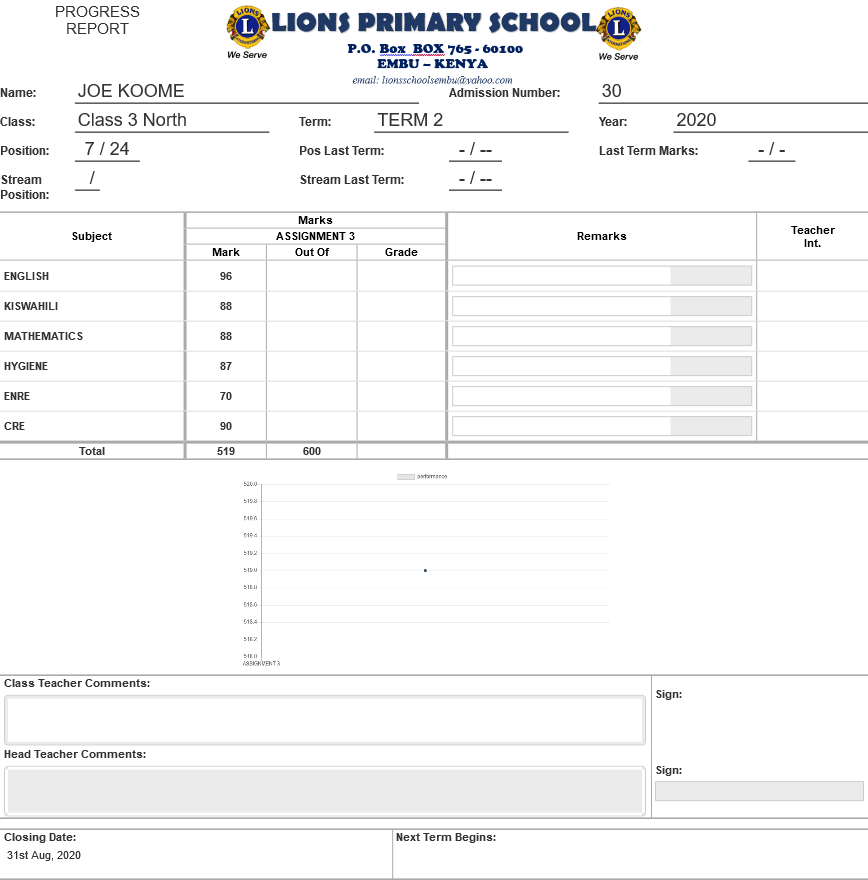 PROGRESS REPORT
LIONS PRIMARY SCHOOL
P.O. Box BOX 765 - 60100
EMBU – KENYA
email: lionsschoolsembu@yahoo.com
LIONS
L
INTERNATIONAL
We Serve
LIONS
L
INTERNATIONAL
We Serve
Name: JOE KOOME Admission Number: 30
Class: Class 3 North Term: TERM 2 Year: 2020
Position: 7 / 24 Pos Last Term: - / -- Last Term Marks: - / -
Stream Position: / Stream Last Term: - / --
Subject Marks Remarks Teacher Int.
ASSIGNMENT 3
Mark Out Of Grade
ENGLISH 96
KISWAHILI 88
MATHEMATICS 88
HYGIENE 87
ENRE 70
CRE 90
Total 519 600
performance
520.0
519.8
519.6
519.4
519.2
519.0
518.8
518.6
518.4
518.2
518.0
ASSIGNMENT 3
Class Teacher Comments:
Sign:
Head Teacher Comments:
Sign:
Closing Date: Next Term Begins:
31st Aug, 2020